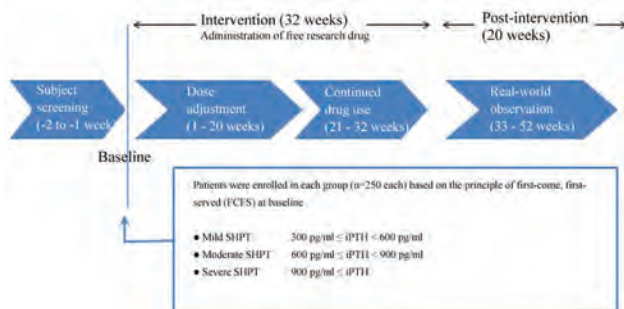 Intervention (32 weeks)
Administration of free research drug
Post-intervention
(20 weeks)
Subject
screening
(-2 to -1 week)
Dose
adjustment
(1 - 20 weeks)
Continued
drug use
(21 - 32 weeks)
Real-world
observation
(33 - 52 weeks)
Baseline
Patients were enrolled in each group (n=250 each) based on the principle of first-come, first-
served (FCFS) at baseline
● Mild SHPT 300 pg/ml ≤ iPTH < 600 pg/ml
● Moderate SHPT 600 pg/ml ≤ iPTH < 900 pg/ml
● Severe SHPT 900 pg/ml ≤ iPTH